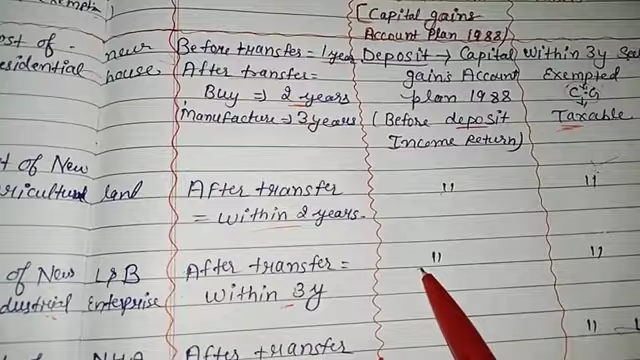 [Capital gains
Account Plan 1988]
ost of - new
esidential house
Before transfer = 1 year
After transfer =
Buy => 2 years
Manufacture => 3 years
Deposit → Capital
gains Account
plan 1988
(Before deposit
Income Return)
Within 3y
Exempted
C.G
Taxable
t of New
ricultural land
After transfer
= within 2 years.
"
"
of New L&B
dustrial Enterprise
After transfer =
within 3y
"
"
After transfer
"